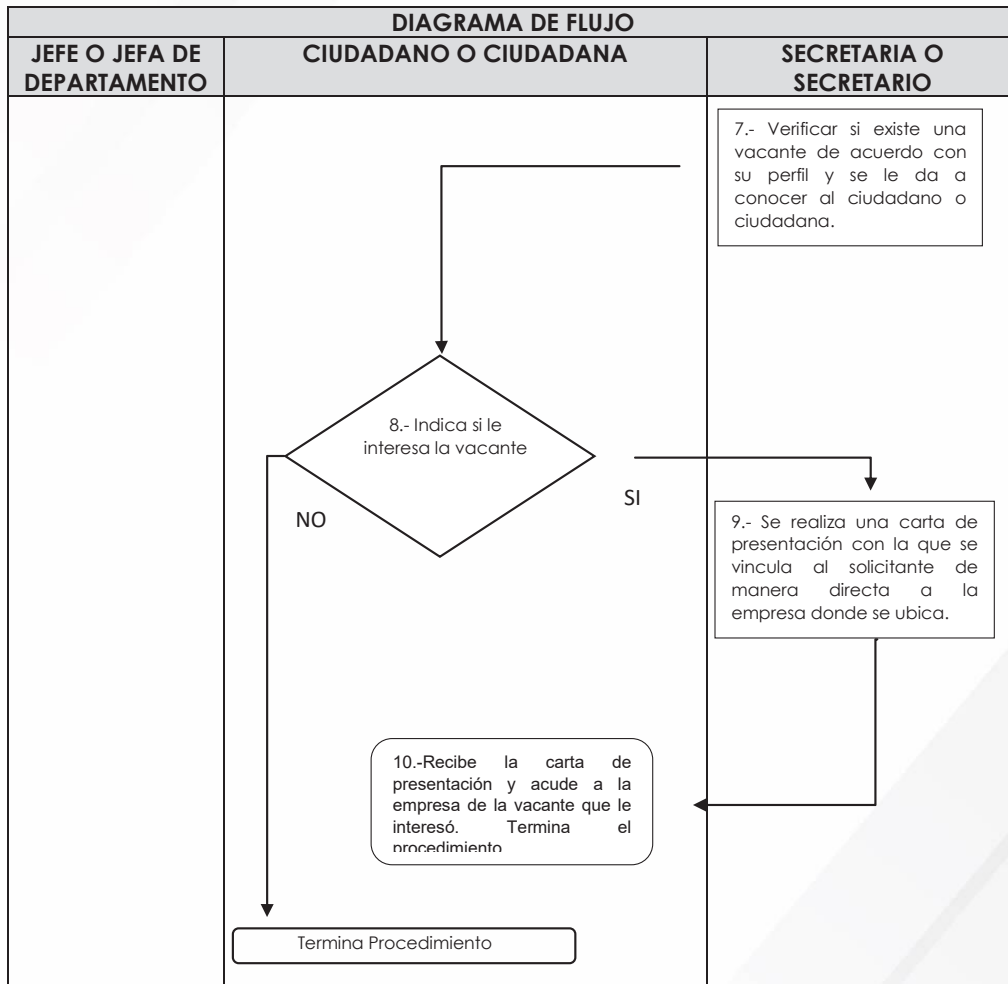 DIAGRAMA DE FLUJO
JEFE O JEFA DE
DEPARTAMENTO
CIUDADANO O CIUDADANA
SECRETARIA O
SECRETARIO
7.- Verificar si existe una
vacante de acuerdo con
su perfil y se le da a
conocer al ciudadano o
ciudadana.
8.- Indica si le
interesa la vacante
NO
SI
9.- Se realiza una carta de
presentación con la que se
vincula al solicitante de
manera directa a la
empresa donde se ubica.
10.-Recibe la carta de
presentación y acude a la
empresa de la vacante que le
interesó. Termina el
procedimiento
Termina Procedimiento